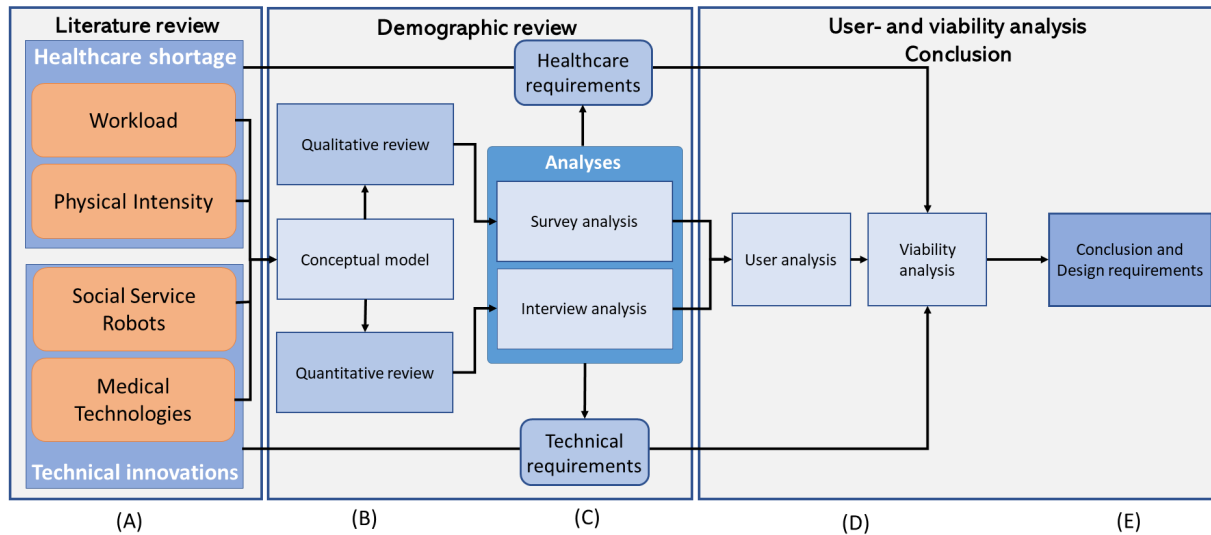 Literature review
Healthcare shortage
Workload
Physical Intensity
Social Service
Robots
Medical
Technologies
Technical innovations
(A)
Demographic review
Qualitative review
Conceptual model
Quantitative review
(B)
Healthcare
requirements
Analyses
Survey analysis
Interview analysis
Technical
requirements
(C)
User- and viability analysis
Conclusion
User analysis
Viability
analysis
(D)
Conclusion and
Design requirements
(E)